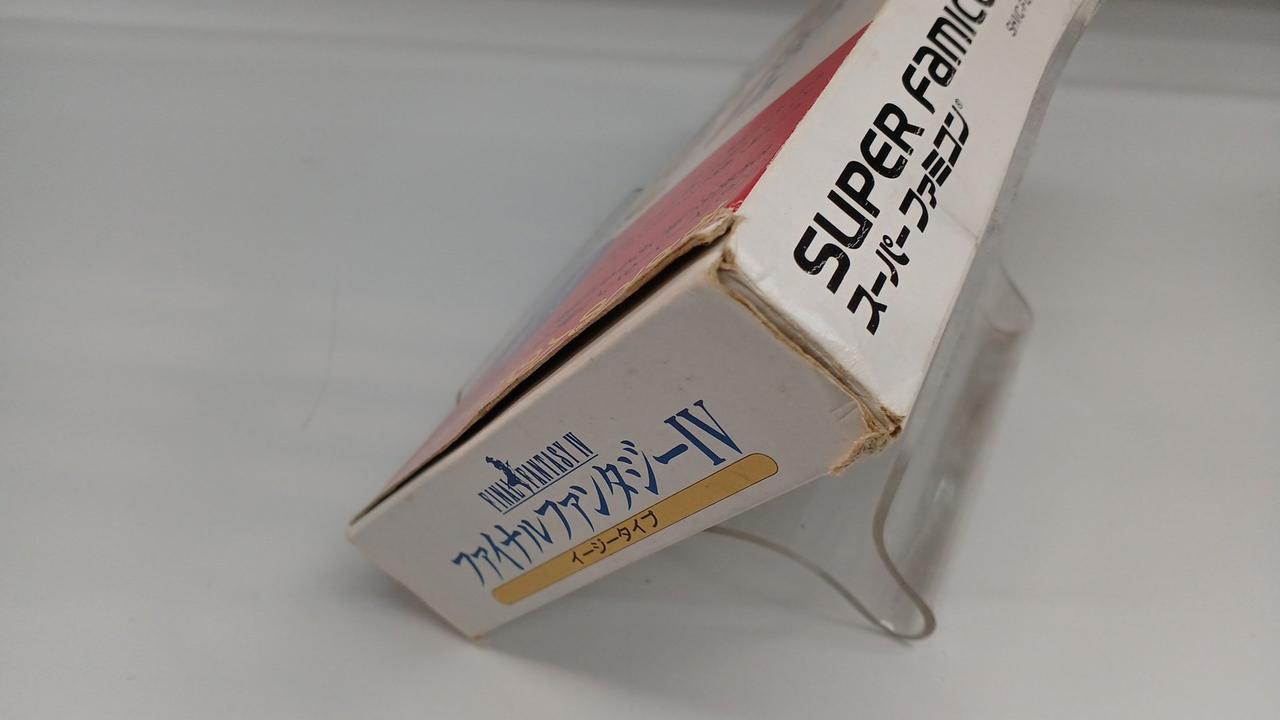 SUPER FAMICO
スーパーファミコン®
FINAL FANTASY IV
ファイナルファンタジーIV
イージータイプ